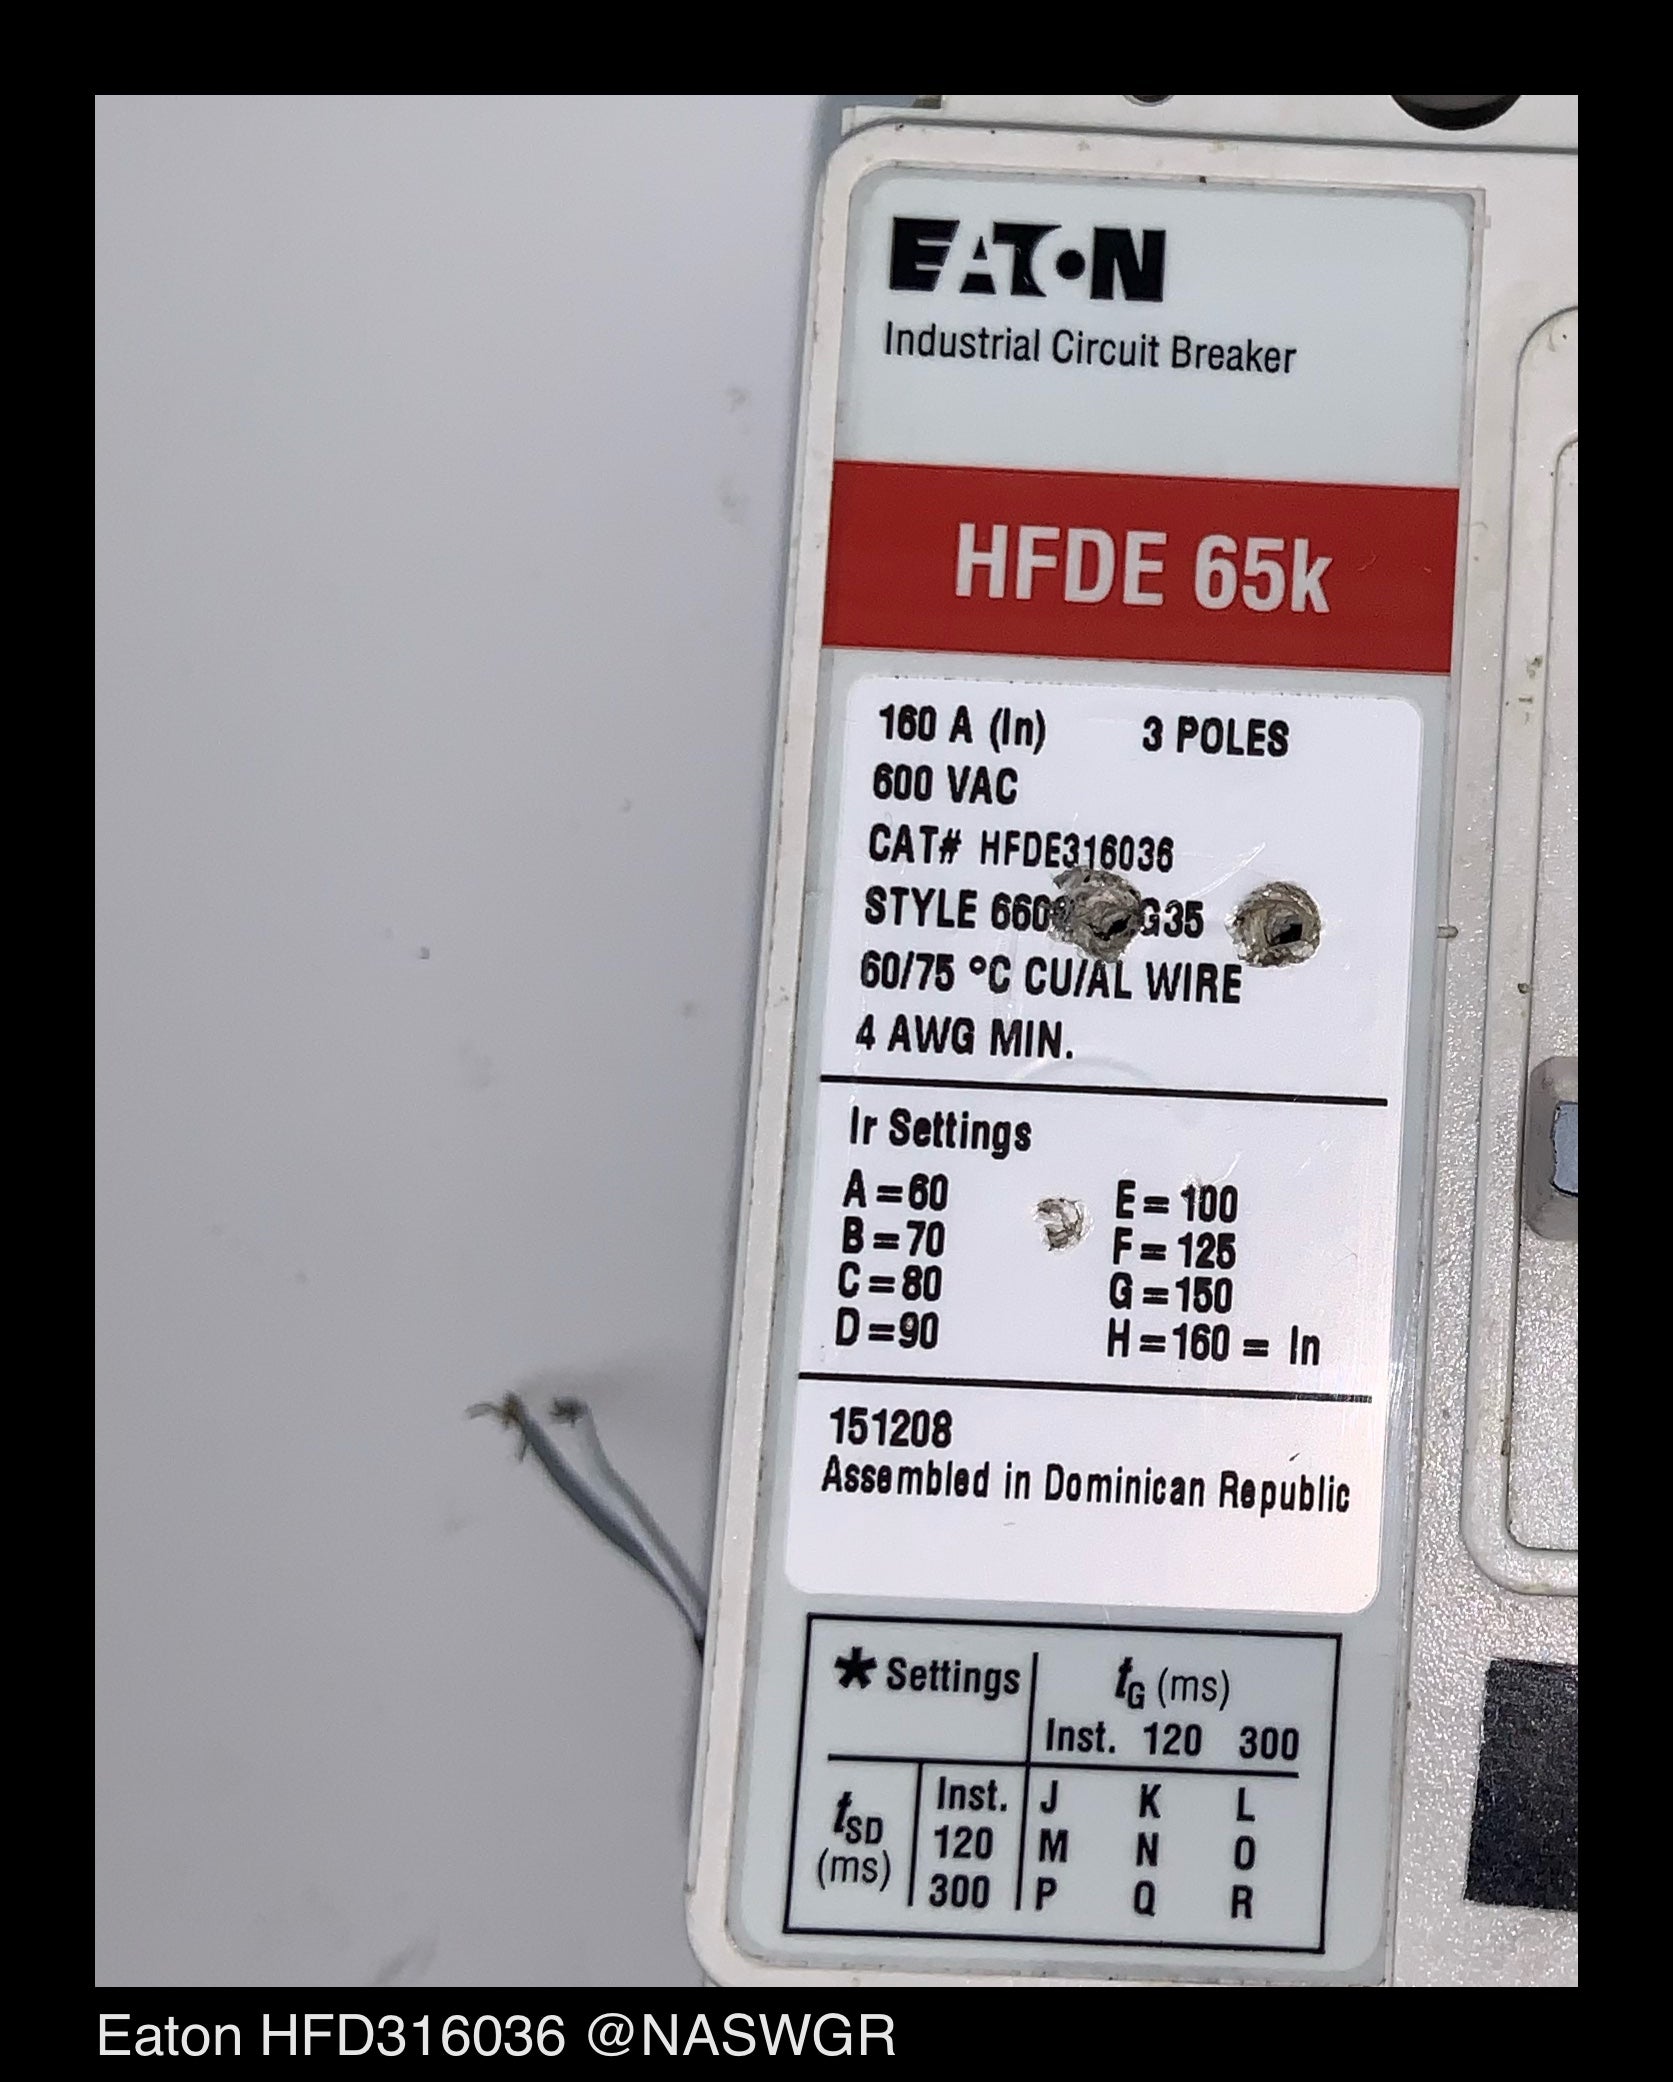 EATON
Industrial Circuit Breaker
HFDE 65k
160 A (In) 3 POLES
600 VAC
CAT# HFDE316036
STYLE G35
60/75 °C CU/AL WIRE
4 AWG MIN.
Ir Settings
A = 60 E = 100
B = 70 F = 125
C = 80 G = 150
D = 90 H = 160 = In
151208
Assembled in Dominican Republic
* Settings tG (ms)
Inst. 120 300
tSD (ms) Inst. J K L
120 M N O
300 P Q R
Eaton HFD316036 @NASWGR